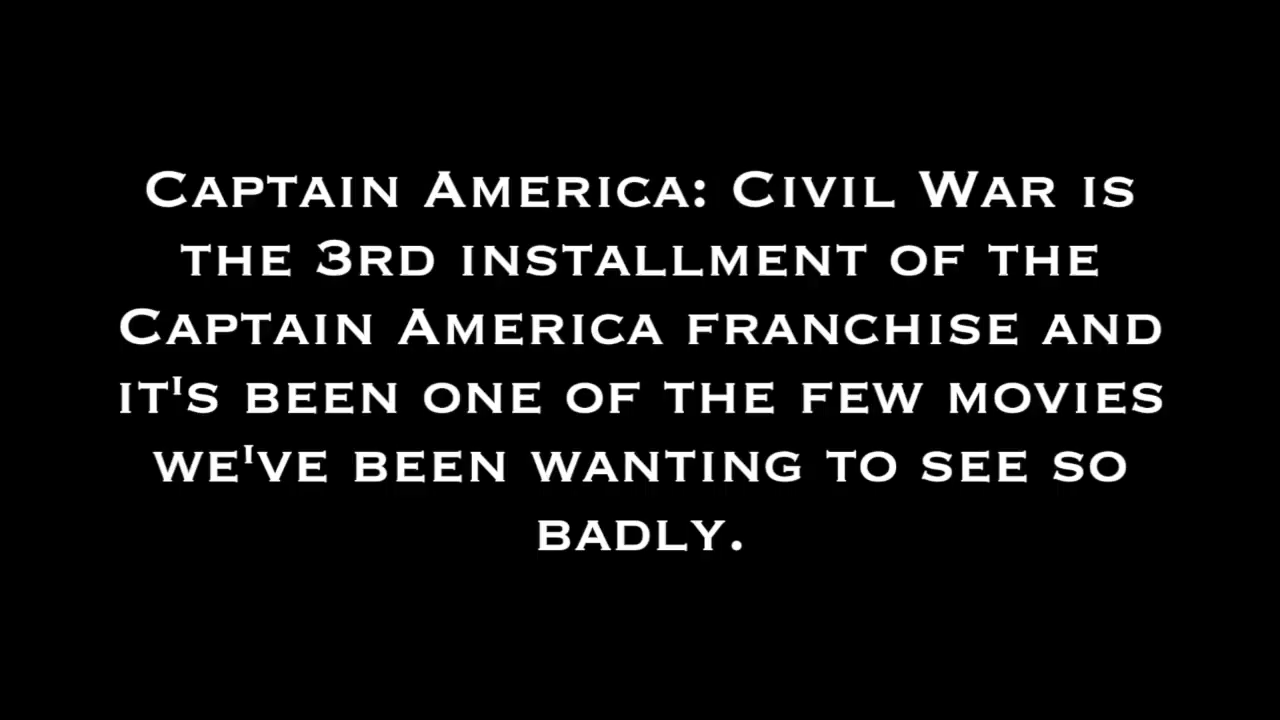 Captain America: Civil War is
the 3rd installment of the
Captain America franchise and
it's been one of the few movies
we've been wanting to see so
badly.